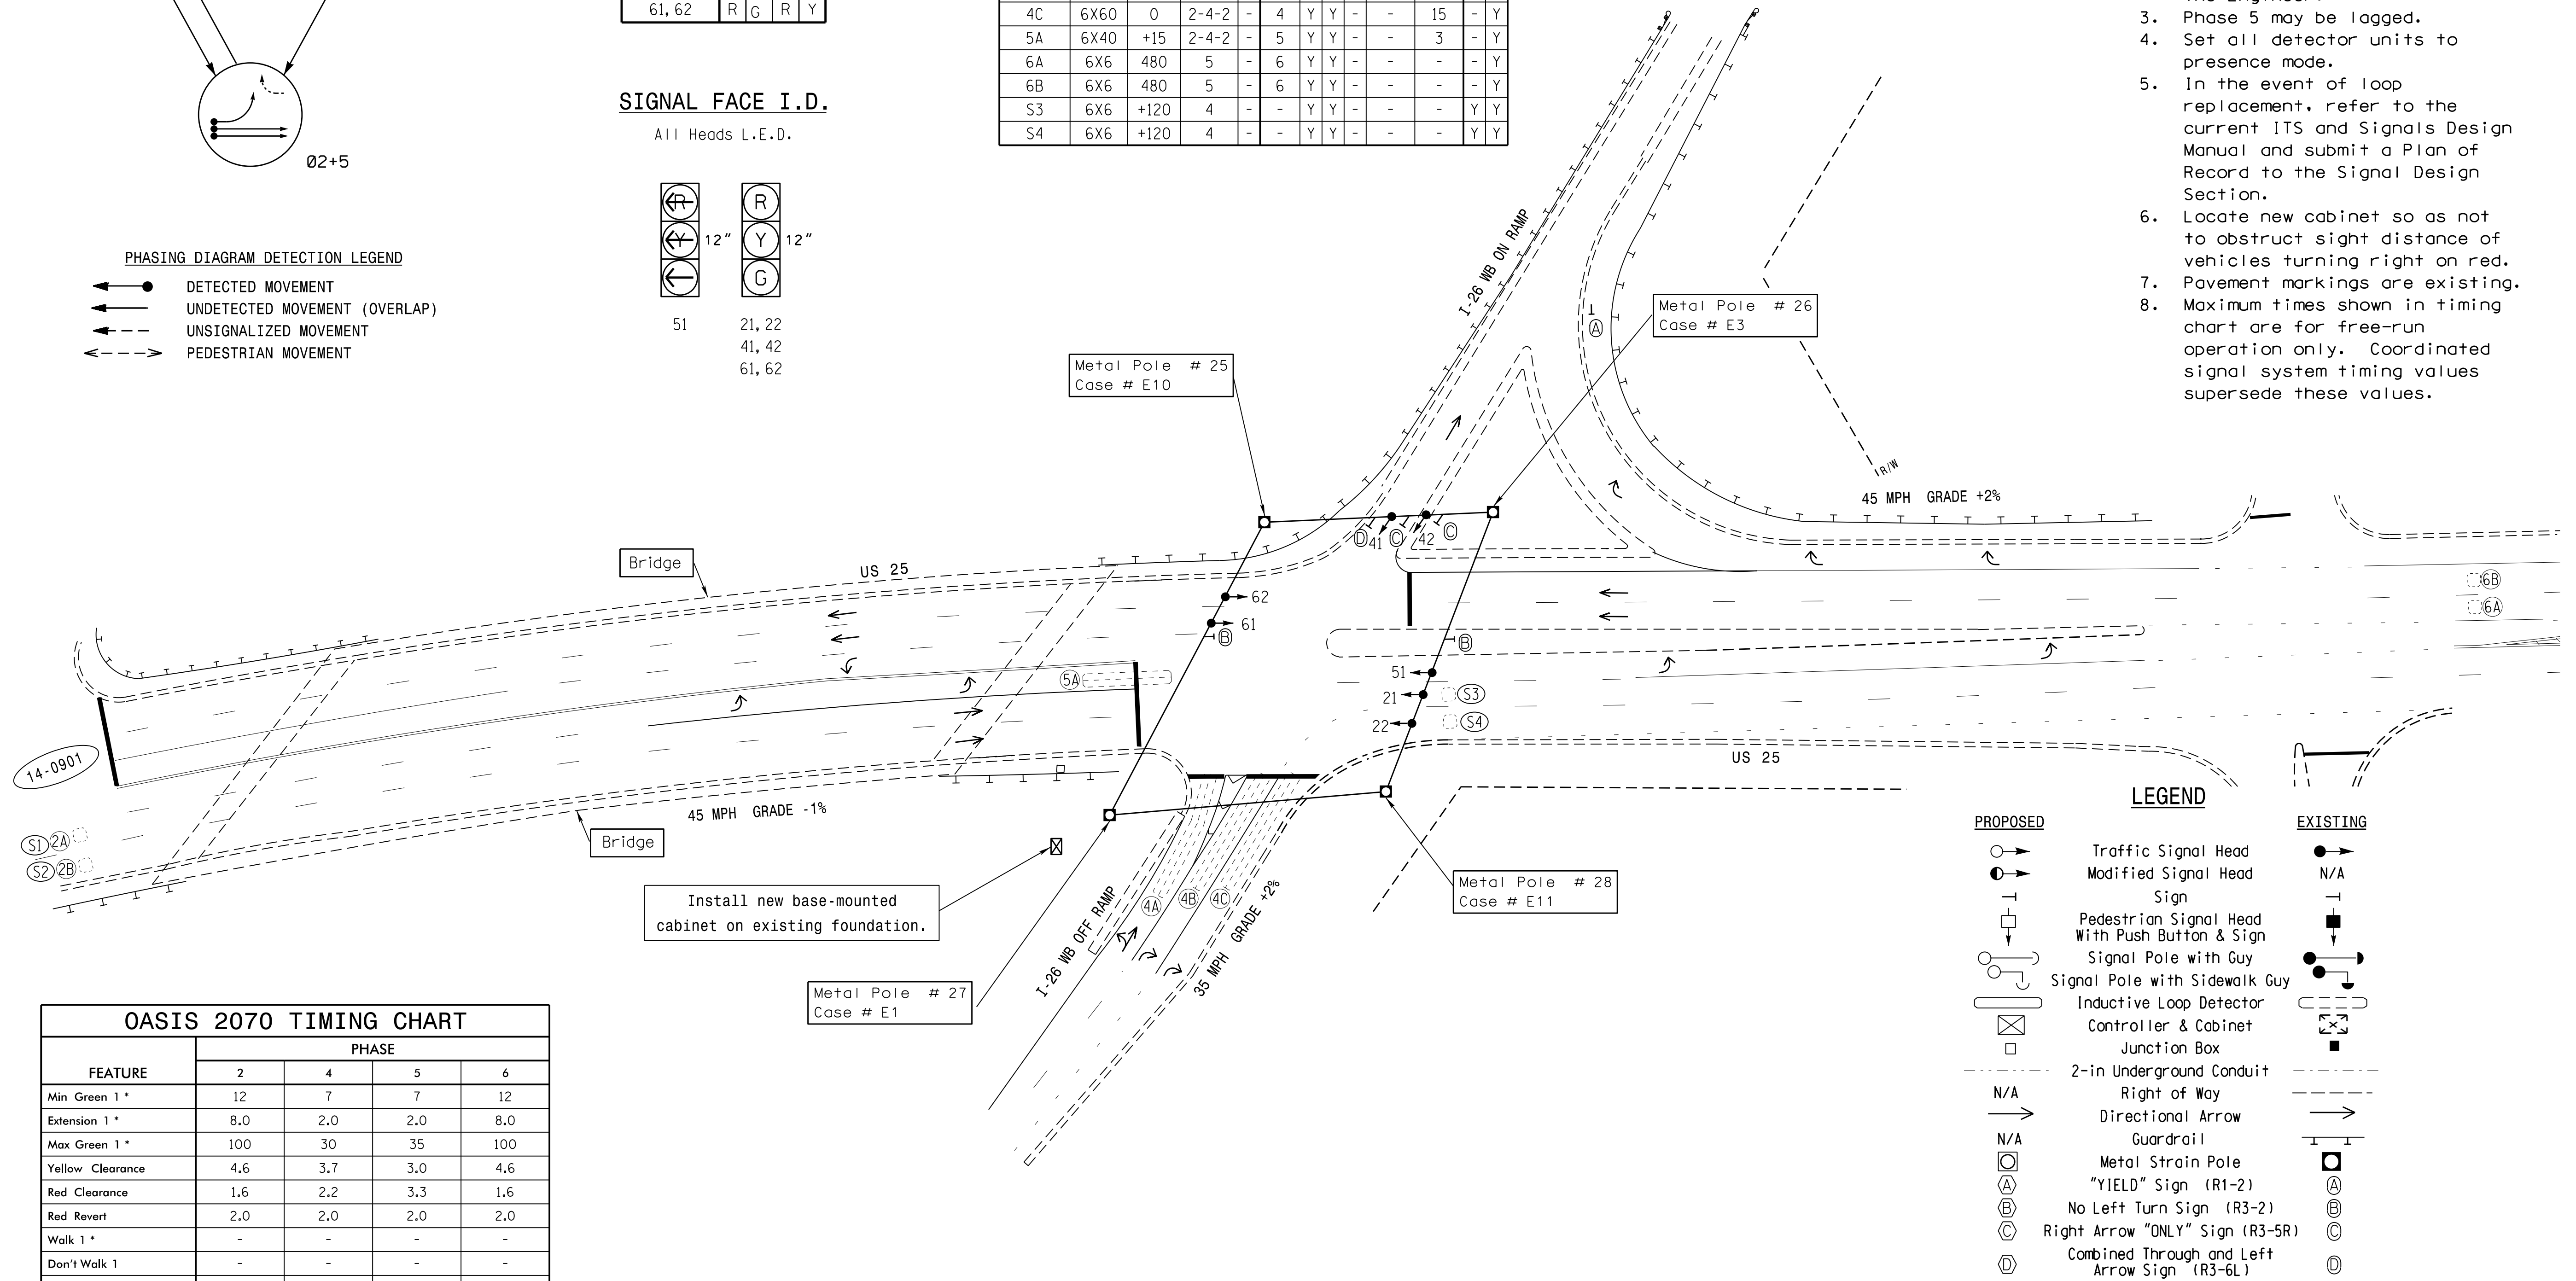 61,62 R G R Y
Ø2+5
PHASING DIAGRAM DETECTION LEGEND
DETECTED MOVEMENT
UNDETECTED MOVEMENT (OVERLAP)
UNSIGNALIZED MOVEMENT
PEDESTRIAN MOVEMENT
SIGNAL FACE I.D.
All Heads L.E.D.
R R
Y 12" Y 12"
G
51 21, 22
41, 42
61, 62
4C 6X60 0 2-4-2 - 4 Y Y - - 15 - Y
5A 6X40 +15 2-4-2 - 5 Y Y - - 3 - Y
6A 6X6 480 5 - 6 Y Y - - - - Y
6B 6X6 480 5 - 6 Y Y - - - - Y
S3 6X6 +120 4 - - Y Y - - - Y Y
S4 6X6 +120 4 - - Y Y - - - Y Y
3. Phase 5 may be lagged.
4. Set all detector units to
presence mode.
5. In the event of loop
replacement, refer to the
current ITS and Signals Design
Manual and submit a Plan of
Record to the Signal Design
Section.
6. Locate new cabinet so as not
to obstruct sight distance of
vehicles turning right on red.
7. Pavement markings are existing.
8. Maximum times shown in timing
chart are for free-run
operation only. Coordinated
signal system timing values
supersede these values.
I-26 WB ON RAMP
A
Metal Pole # 26
Case # E3
Metal Pole # 25
Case # E10
R/W
45 MPH GRADE +2%
D 41 C 42 C
Bridge
US 25
62
61
B
B
6B
6A
5A
51
21 S3
22 S4
US 25
14-0901
S1 2A
S2 2B
45 MPH GRADE -1%
Bridge
Install new base-mounted
cabinet on existing foundation.
4A 4B 4C
I-26 WB OFF RAMP
35 MPH GRADE +2%
Metal Pole # 28
Case # E11
Metal Pole # 27
Case # E1
OASIS 2070 TIMING CHART
PHASE
FEATURE 2 4 5 6
Min Green 1 * 12 7 7 12
Extension 1 * 8.0 2.0 2.0 8.0
Max Green 1 * 100 30 35 100
Yellow Clearance 4.6 3.7 3.0 4.6
Red Clearance 1.6 2.2 3.3 1.6
Red Revert 2.0 2.0 2.0 2.0
Walk 1 * - - - -
Don't Walk 1 - - - -
LEGEND
PROPOSED EXISTING
Traffic Signal Head
Modified Signal Head N/A
Sign
Pedestrian Signal Head
With Push Button & Sign
Signal Pole with Guy
Signal Pole with Sidewalk Guy
Inductive Loop Detector
Controller & Cabinet
Junction Box
2-in Underground Conduit
N/A Right of Way
Directional Arrow
N/A Guardrail
Metal Strain Pole
A "YIELD" Sign (R1-2) A
B No Left Turn Sign (R3-2) B
C Right Arrow "ONLY" Sign (R3-5R) C
Combined Through and Left
D Arrow Sign (R3-6L) D